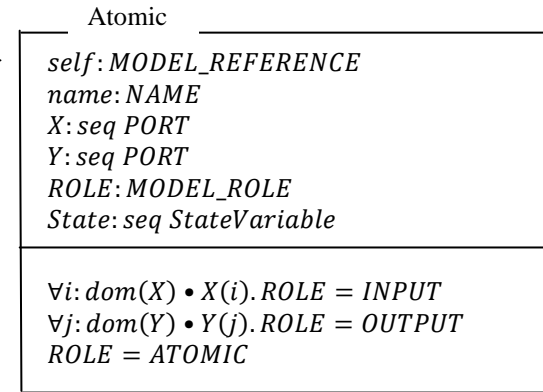 Atomic
self: MODEL_REFERENCE
name: NAME
X: seq PORT
Y: seq PORT
ROLE: MODEL_ROLE
State: seq StateVariable
∀i: dom(X) • X(i). ROLE = INPUT
∀j: dom(Y) • Y(j). ROLE = OUTPUT
ROLE = ATOMIC